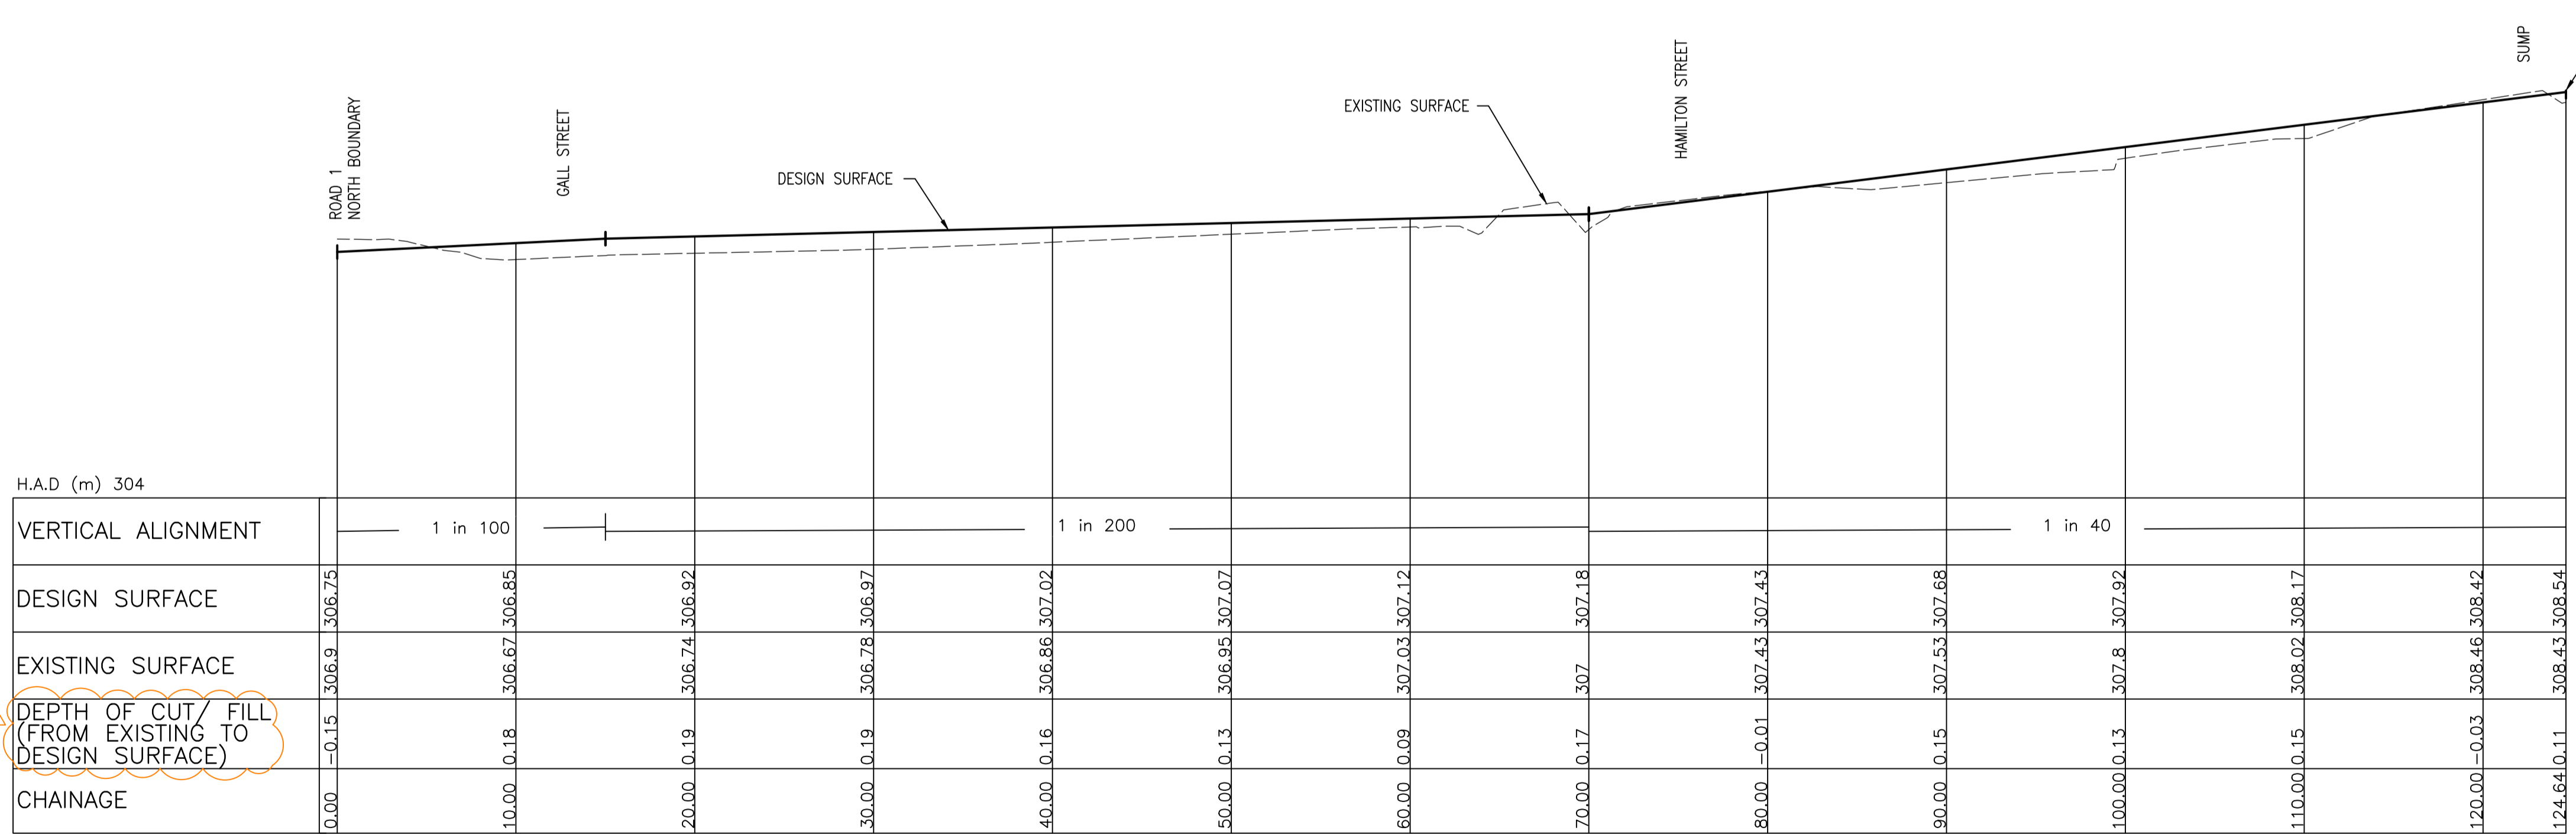 SUMP
HAMILTON STREET
EXISTING SURFACE
ROAD 1
NORTH BOUNDARY
GALL STREET
DESIGN SURFACE
H.A.D (m) 304
VERTICAL ALIGNMENT 1 in 100 1 in 200 1 in 40
DESIGN SURFACE 306.75 306.85 306.92 306.97 307.02 307.07 307.12 307.18 307.43 307.68 307.92 308.17 308.42 308.54
EXISTING SURFACE 306.9 306.67 306.74 306.78 306.86 306.95 307.03 307 307.43 307.53 307.8 308.02 308.46 308.43
DEPTH OF CUT/ FILL
(FROM EXISTING TO
DESIGN SURFACE)
-0.15 0.18 0.19 0.19 0.16 0.13 0.09 0.17 -0.01 0.15 0.13 0.15 -0.03 0.11
CHAINAGE 0.00 10.00 20.00 30.00 40.00 50.00 60.00 70.00 80.00 90.00 100.00 110.00 120.00 124.64